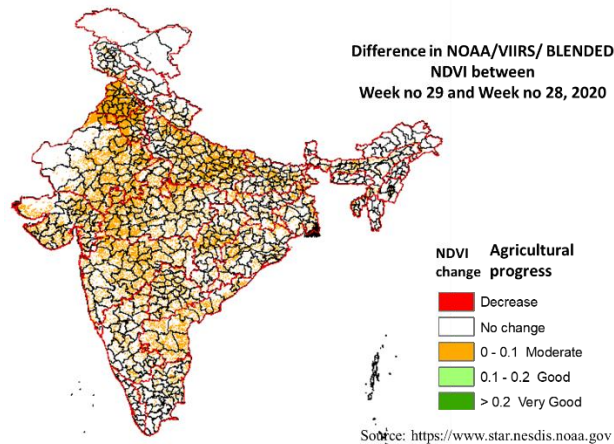 Difference in NOAA/VIIRS/ BLENDED
NDVI between
Week no 29 and Week no 28, 2020
NDVI change Agricultural progress
Decrease
No change
0 - 0.1 Moderate
0.1 - 0.2 Good
> 0.2 Very Good
Source: https://www.star.nesdis.noaa.gov